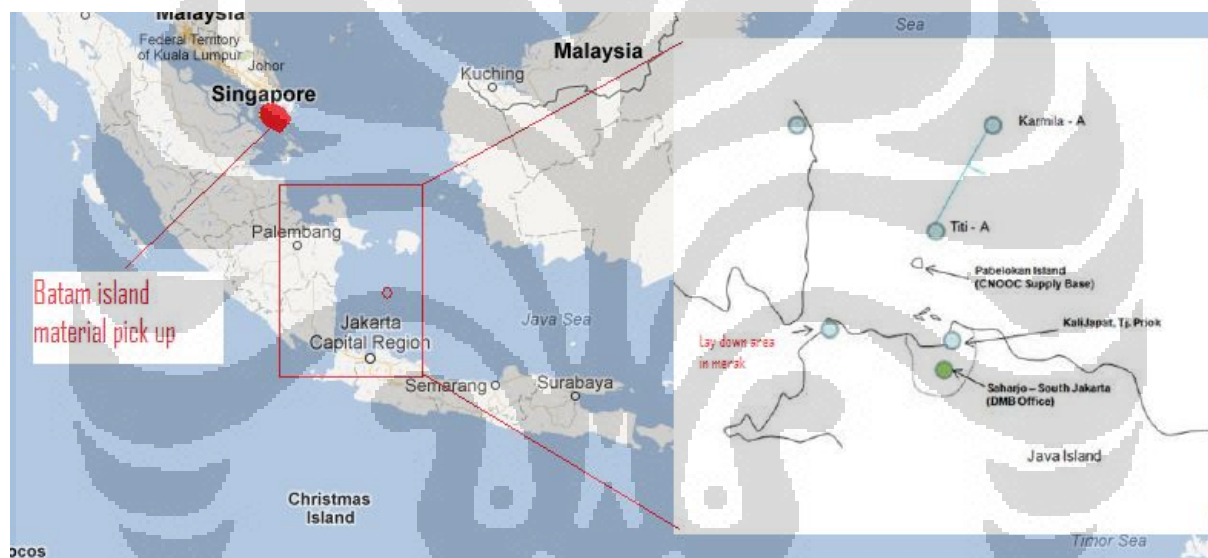 Malaysia
Federal Territory
of Kuala Lumpur
Johor
Singapore
Kuching
Malaysia
Palembang
Batam island
material pick up
Jakarta
Capital Region
Java Sea
Semarang
Surabaya
Christmas
Island
ocos
Sea
Karmila - A
Titi - A
Pabelokan Island
(CNOOC Supply Base)
Kali Japat, Tj. Priok
Lay down area
in merak
Saharjo – South Jakarta
(DMB Office)
Java Island
Timor Sea